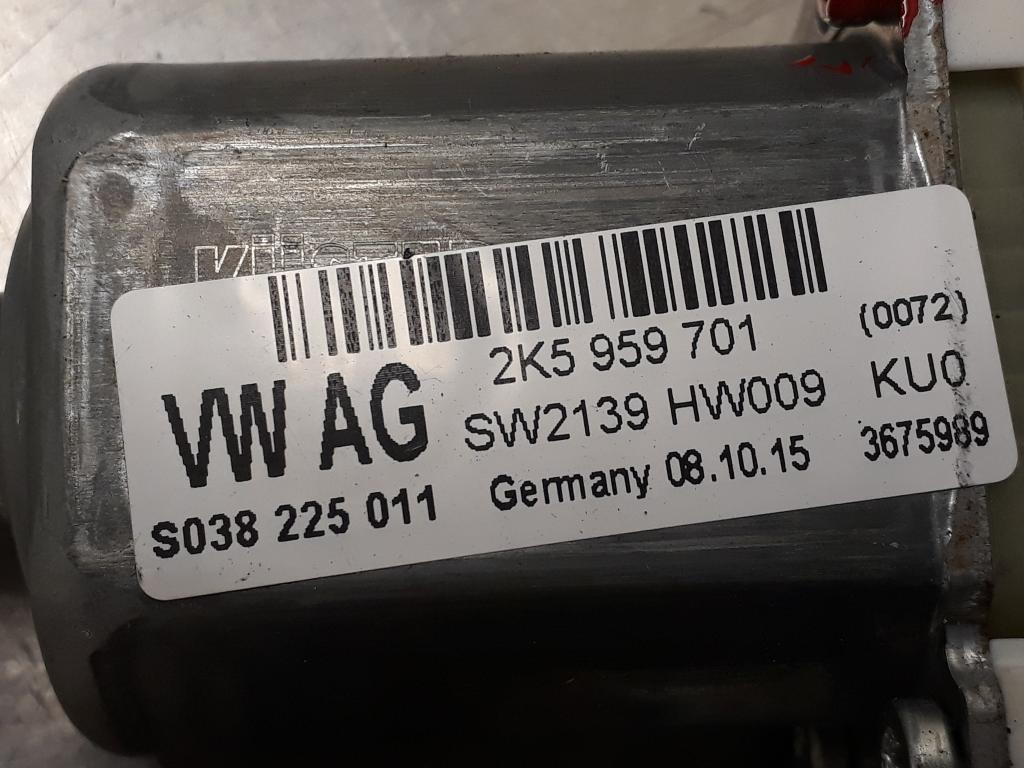 2K5 959 701
(0072)
VW AG
SW2139 HW009
KU0
S038 225 011
Germany 08.10.15
3675989